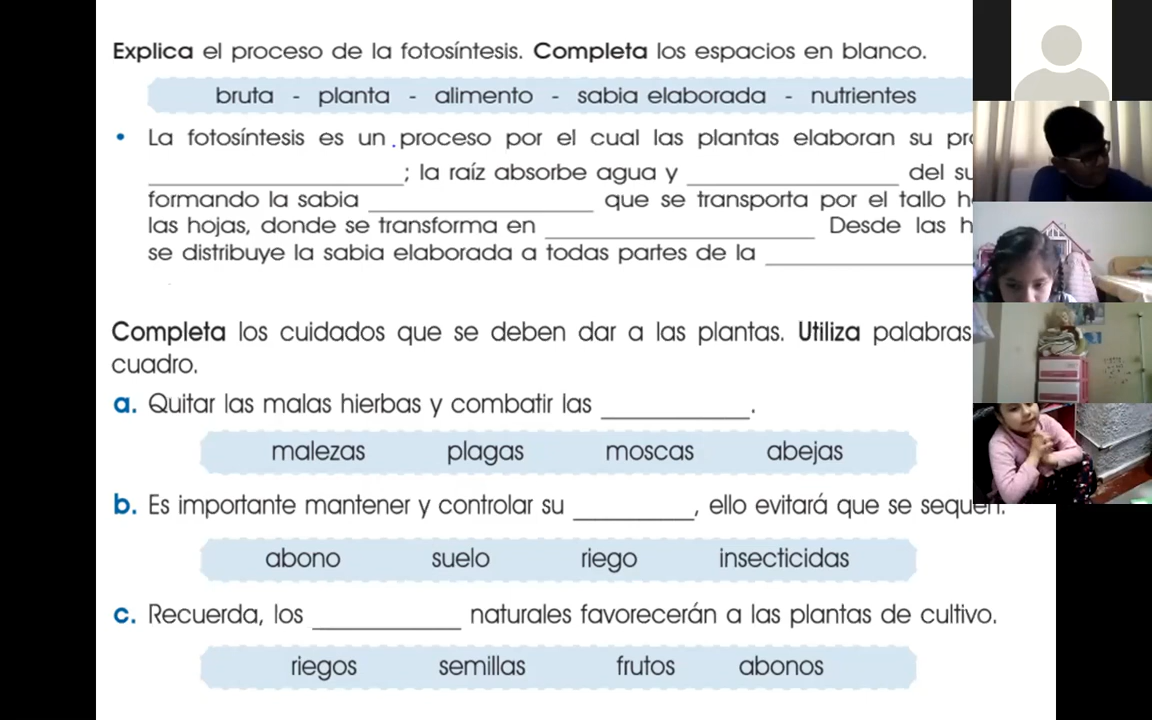 Explica el proceso de la fotosíntesis. Completa los espacios en blanco.
bruta - planta - alimento - sabia elaborada - nutrientes
• La fotosíntesis es un proceso por el cual las plantas elaboran su
; la raíz absorbe agua y del
formando la sabia que se transporta por el tallo
las hojas, donde se transforma en Desde las
se distribuye la sabia elaborada a todas partes de la
Completa los cuidados que se deben dar a las plantas. Utiliza palabras
cuadro.
a. Quitar las malas hierbas y combatir las .
malezas plagas moscas abejas
b. Es importante mantener y controlar su , ello evitará que se sequen.
abono suelo riego insecticidas
c. Recuerda, los naturales favorecerán a las plantas de cultivo.
riegos semillas frutos abonos